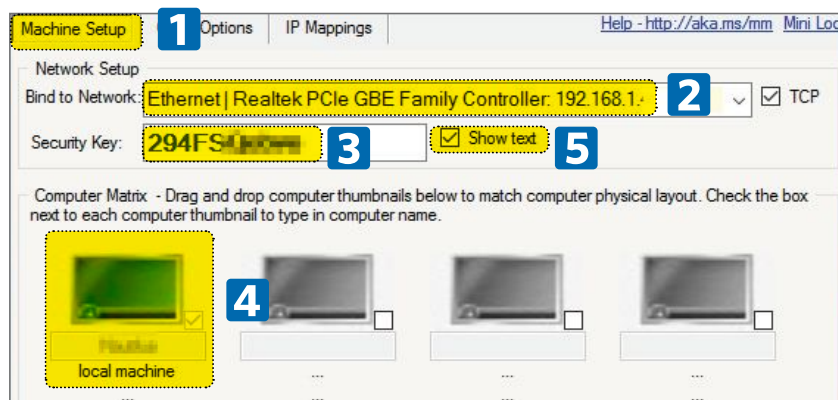 Machine Setup 1 Options IP Mappings Help - http://aka.ms/mm Mini Loc
Network Setup
Bind to Network: Ethernet | Realtek PCIe GBE Family Controller: 192.168.1. 2 TCP
Security Key: 294FS 3 Show text 5
Computer Matrix - Drag and drop computer thumbnails below to match computer physical layout. Check the box
next to each computer thumbnail to type in computer name.
4
local machine ... ... ...
... ... ... ...